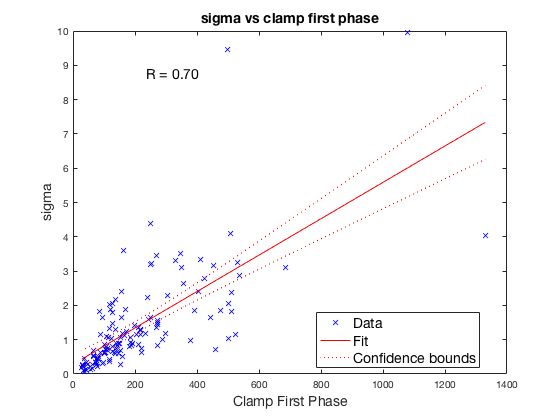 sigma vs clamp first phase
10
9
8
7
6
5
4
3
2
1
0
sigma
R = 0.70
Data
Fit
Confidence bounds
0 200 400 600 800 1000 1200 1400
Clamp First Phase